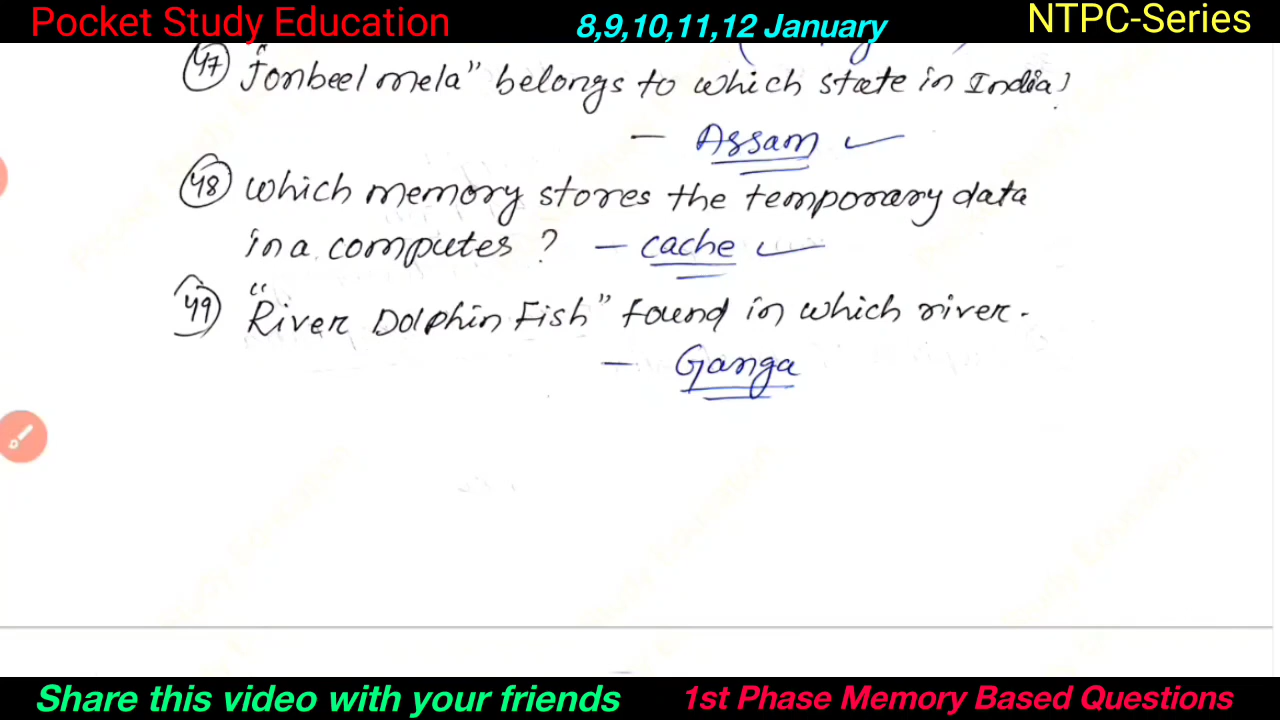 Pocket Study Education
8,9,10,11,12 January
NTPC-Series
47 "Jonbeel mela" belongs to which state in India?
— Assam
48 which memory stores the temporary data
in a computes ? — cache
49 "River Dolphin Fish" found in which river.
— Ganga
Share this video with your friends
1st Phase Memory Based Questions